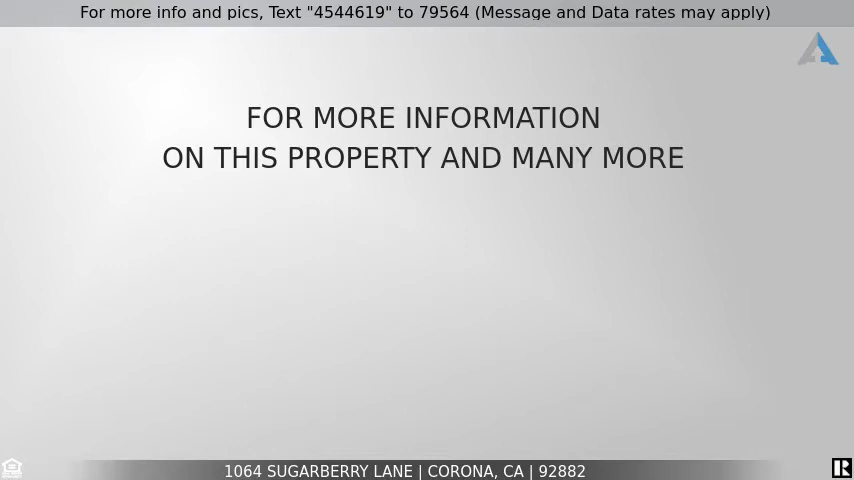 For more info and pics, Text "4544619" to 79564 (Message and Data rates may apply)
FOR MORE INFORMATION
ON THIS PROPERTY AND MANY MORE
1064 SUGARBERRY LANE | CORONA, CA | 92882